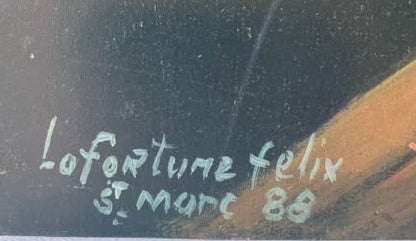 Lafortune felix
ST Marc 88